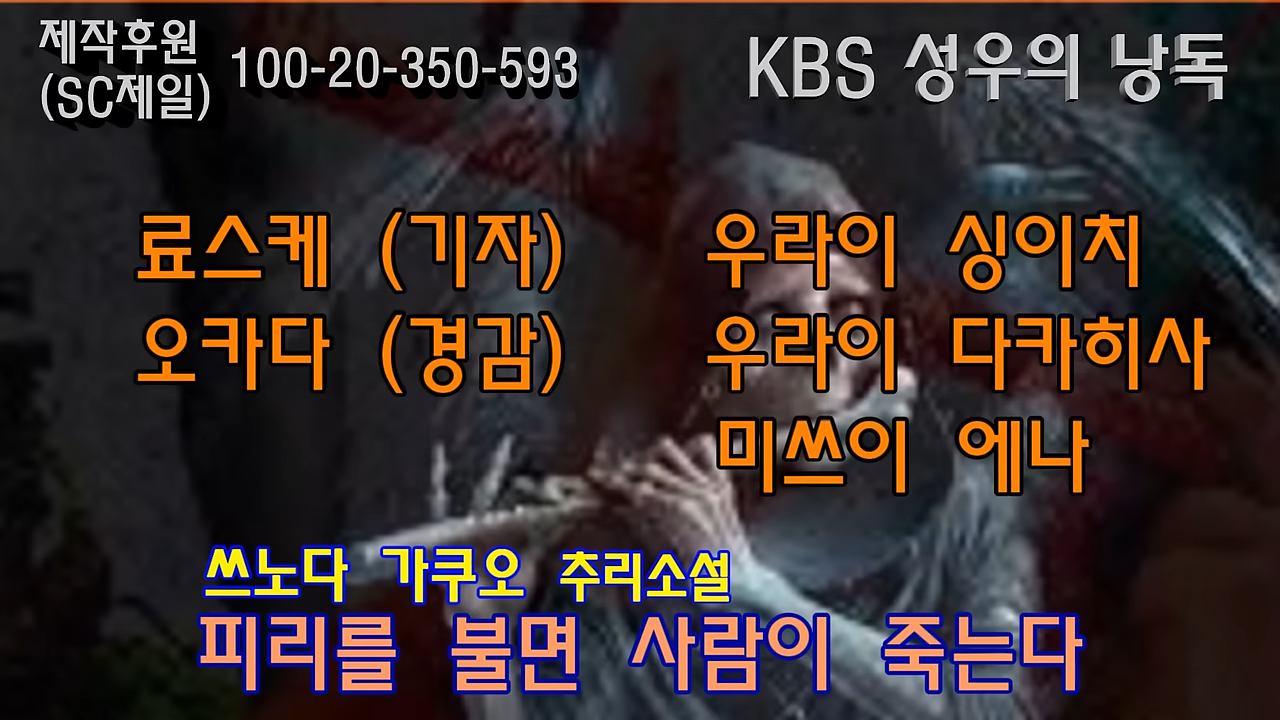 제작후원
(SC제일) 100-20-350-593
KBS 성우의 낭독
료스케 (기자) 우라이 싱이치
오카다 (경감) 우라이 다카히사
미쓰이 에나
쓰노다 가쿠오 추리소설
피리를 불면 사람이 죽는다